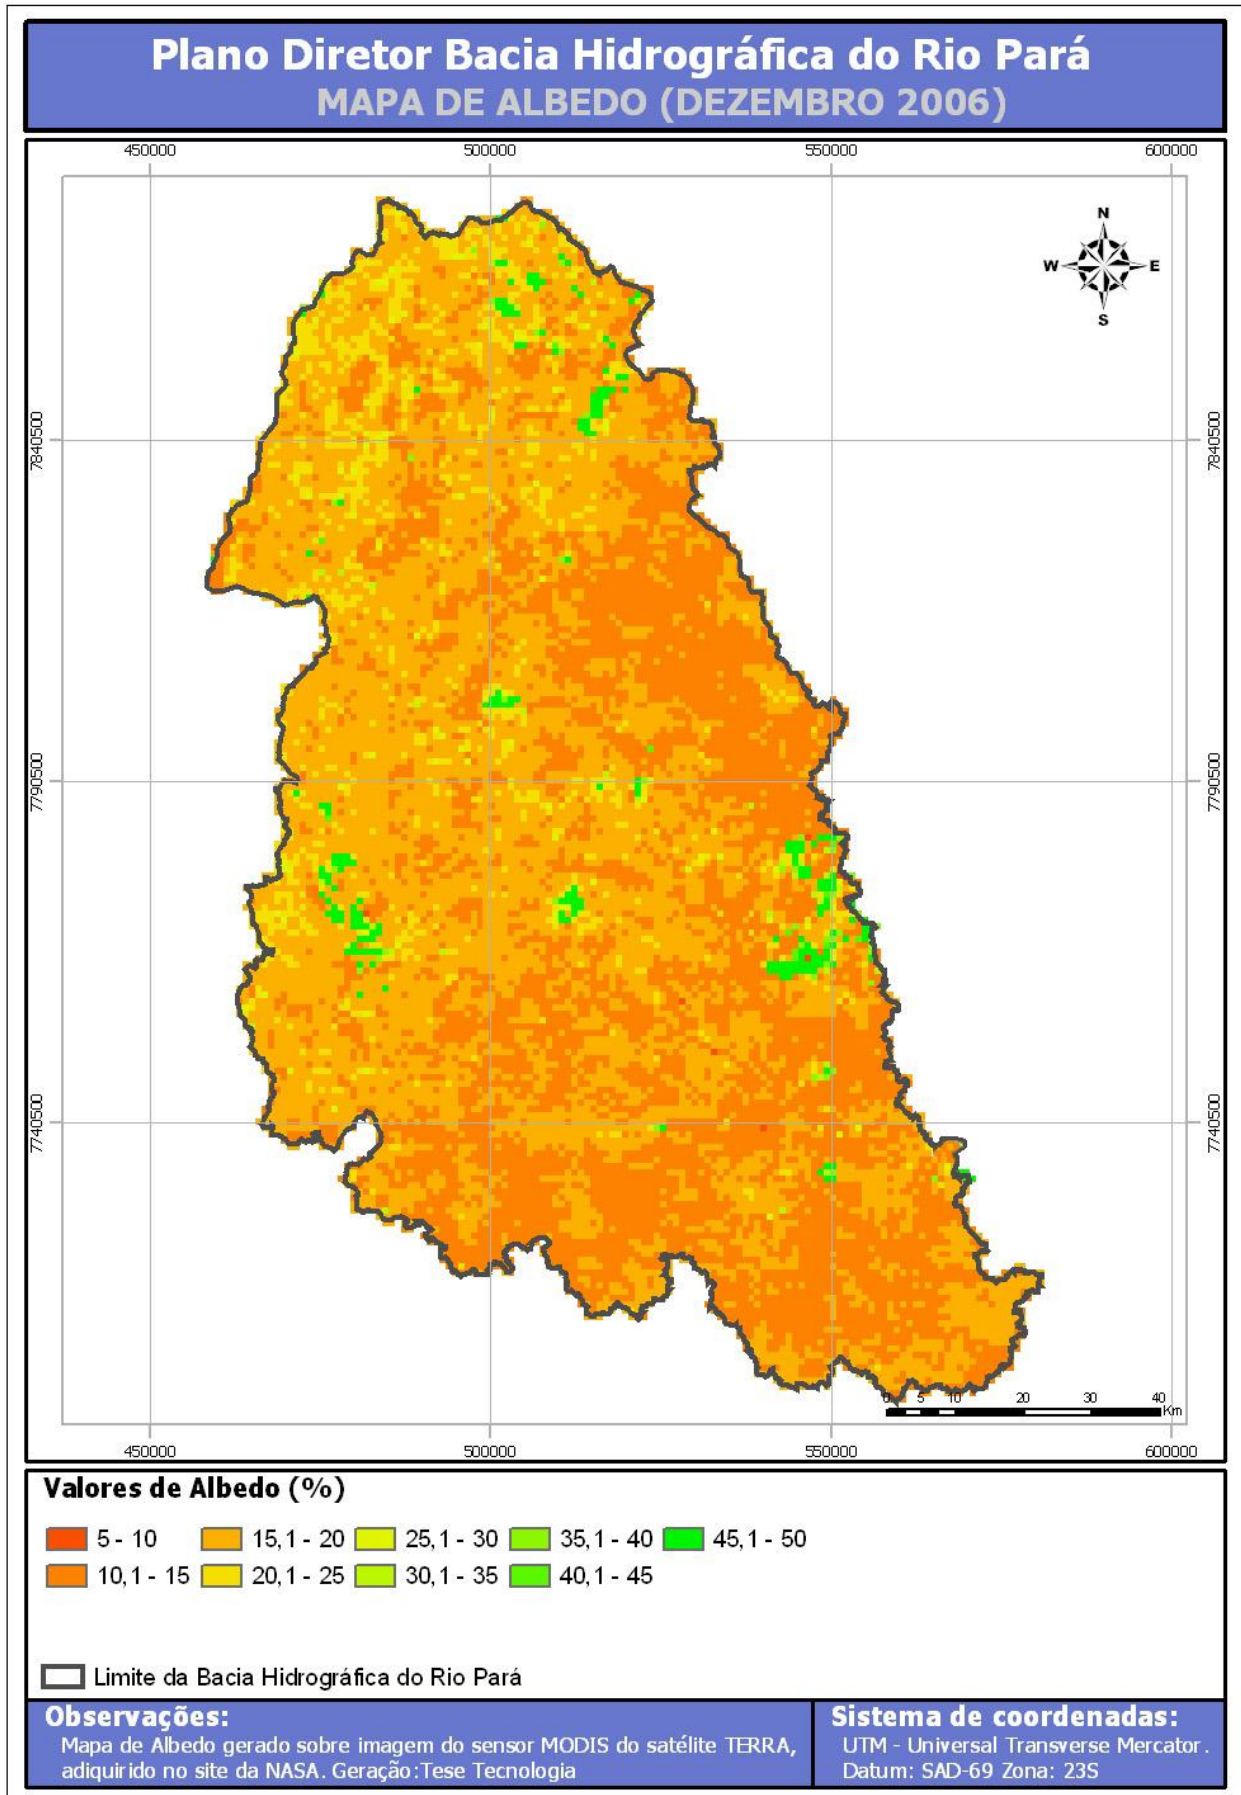 Plano Diretor Bacia Hidrográfica do Rio Pará
MAPA DE ALBEDO (DEZEMBRO 2006)
450000 500000 550000 600000
N
W E
S
7840500 7840500
7790500 7790500
7740500 7740500
0 5 10 20 30 40
Km
450000 500000 550000 600000
Valores de Albedo (%)
5 - 10 15,1 - 20 25,1 - 30 35,1 - 40 45,1 - 50
10,1 - 15 20,1 - 25 30,1 - 35 40,1 - 45
Limite da Bacia Hidrográfica do Rio Pará
Observações:
Mapa de Albedo gerado sobre imagem do sensor MODIS do satélite TERRA,
adiquirido no site da NASA. Geração:Tese Tecnologia
Sistema de coordenadas:
UTM - Universal Transverse Mercator.
Datum: SAD-69 Zona: 23S